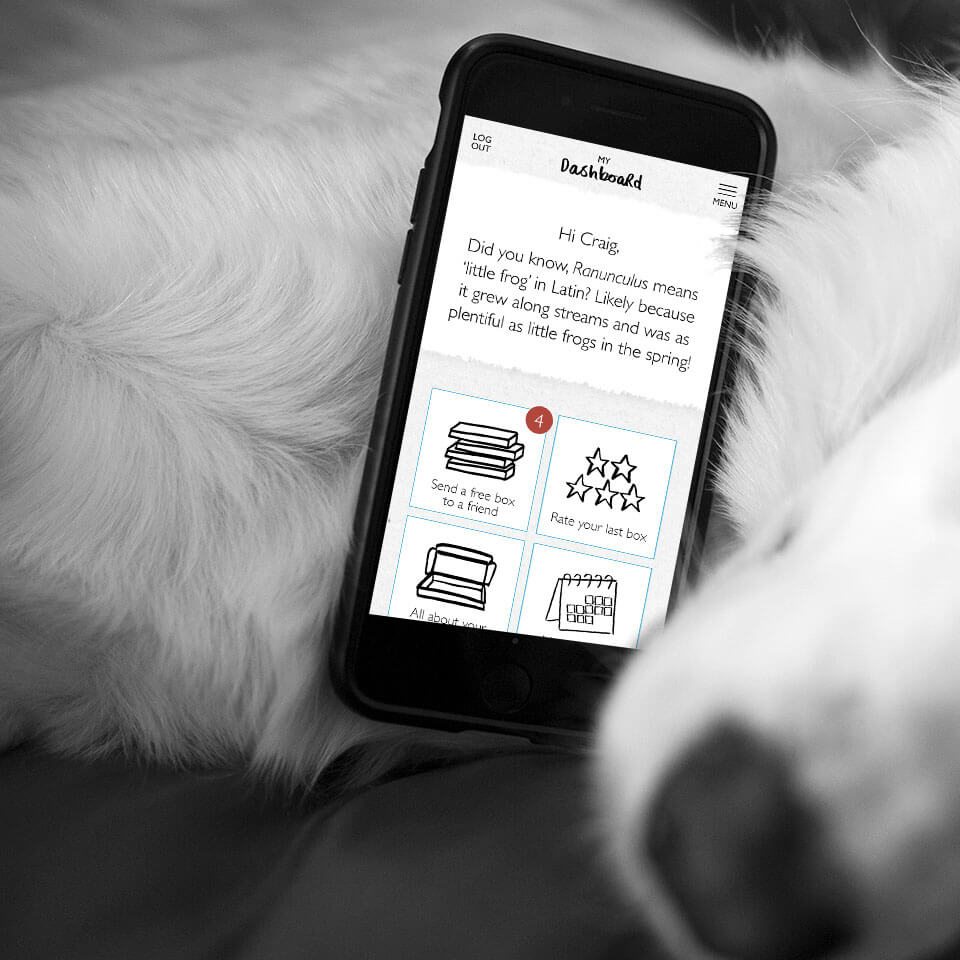 LOG
OUT
MY
Dashboard
MENU
Hi Craig,
Did you know, Ranunculus means
'little frog' in Latin? Likely because
it grew along streams and was as
plentiful as little frogs in the spring!
4
Send a free box
to a friend
Rate your last box
All about your